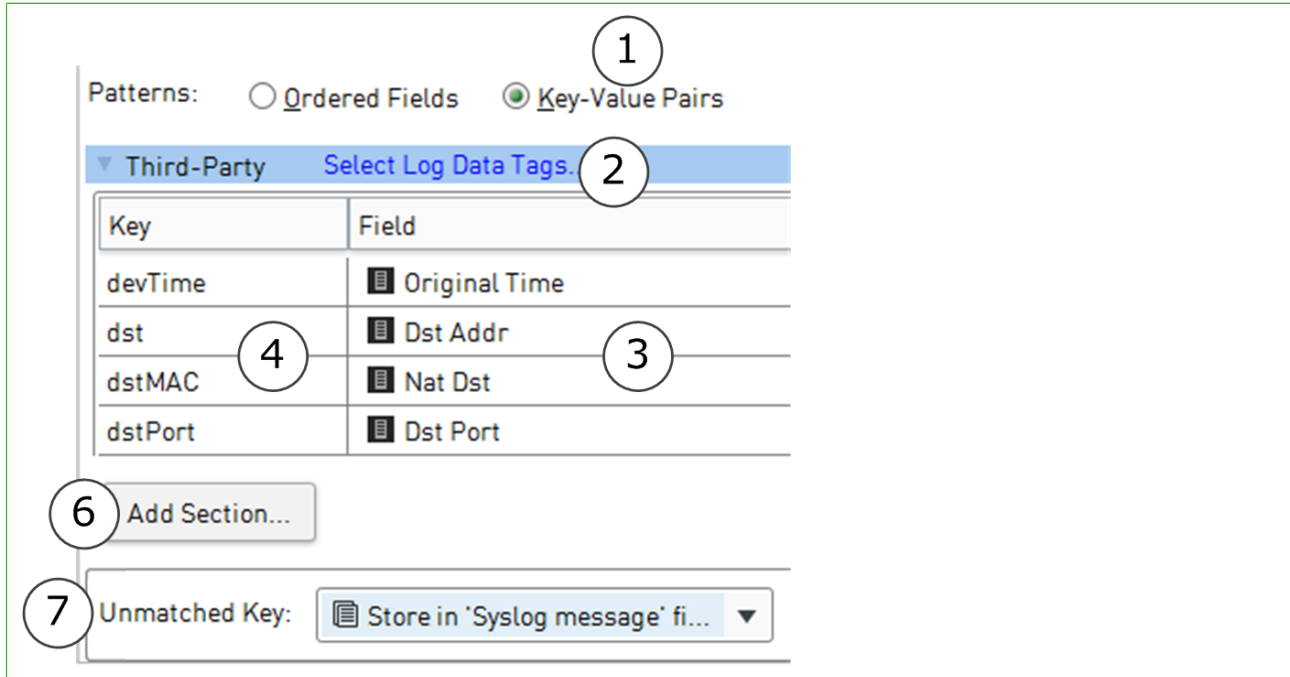 1
Patterns: Ordered Fields Key-Value Pairs
Third-Party Select Log Data Tags.. 2
Key Field
devTime Original Time
dst Dst Addr
4 3
dstMAC Nat Dst
dstPort Dst Port
6 Add Section...
7 Unmatched Key: Store in 'Syslog message' fi...